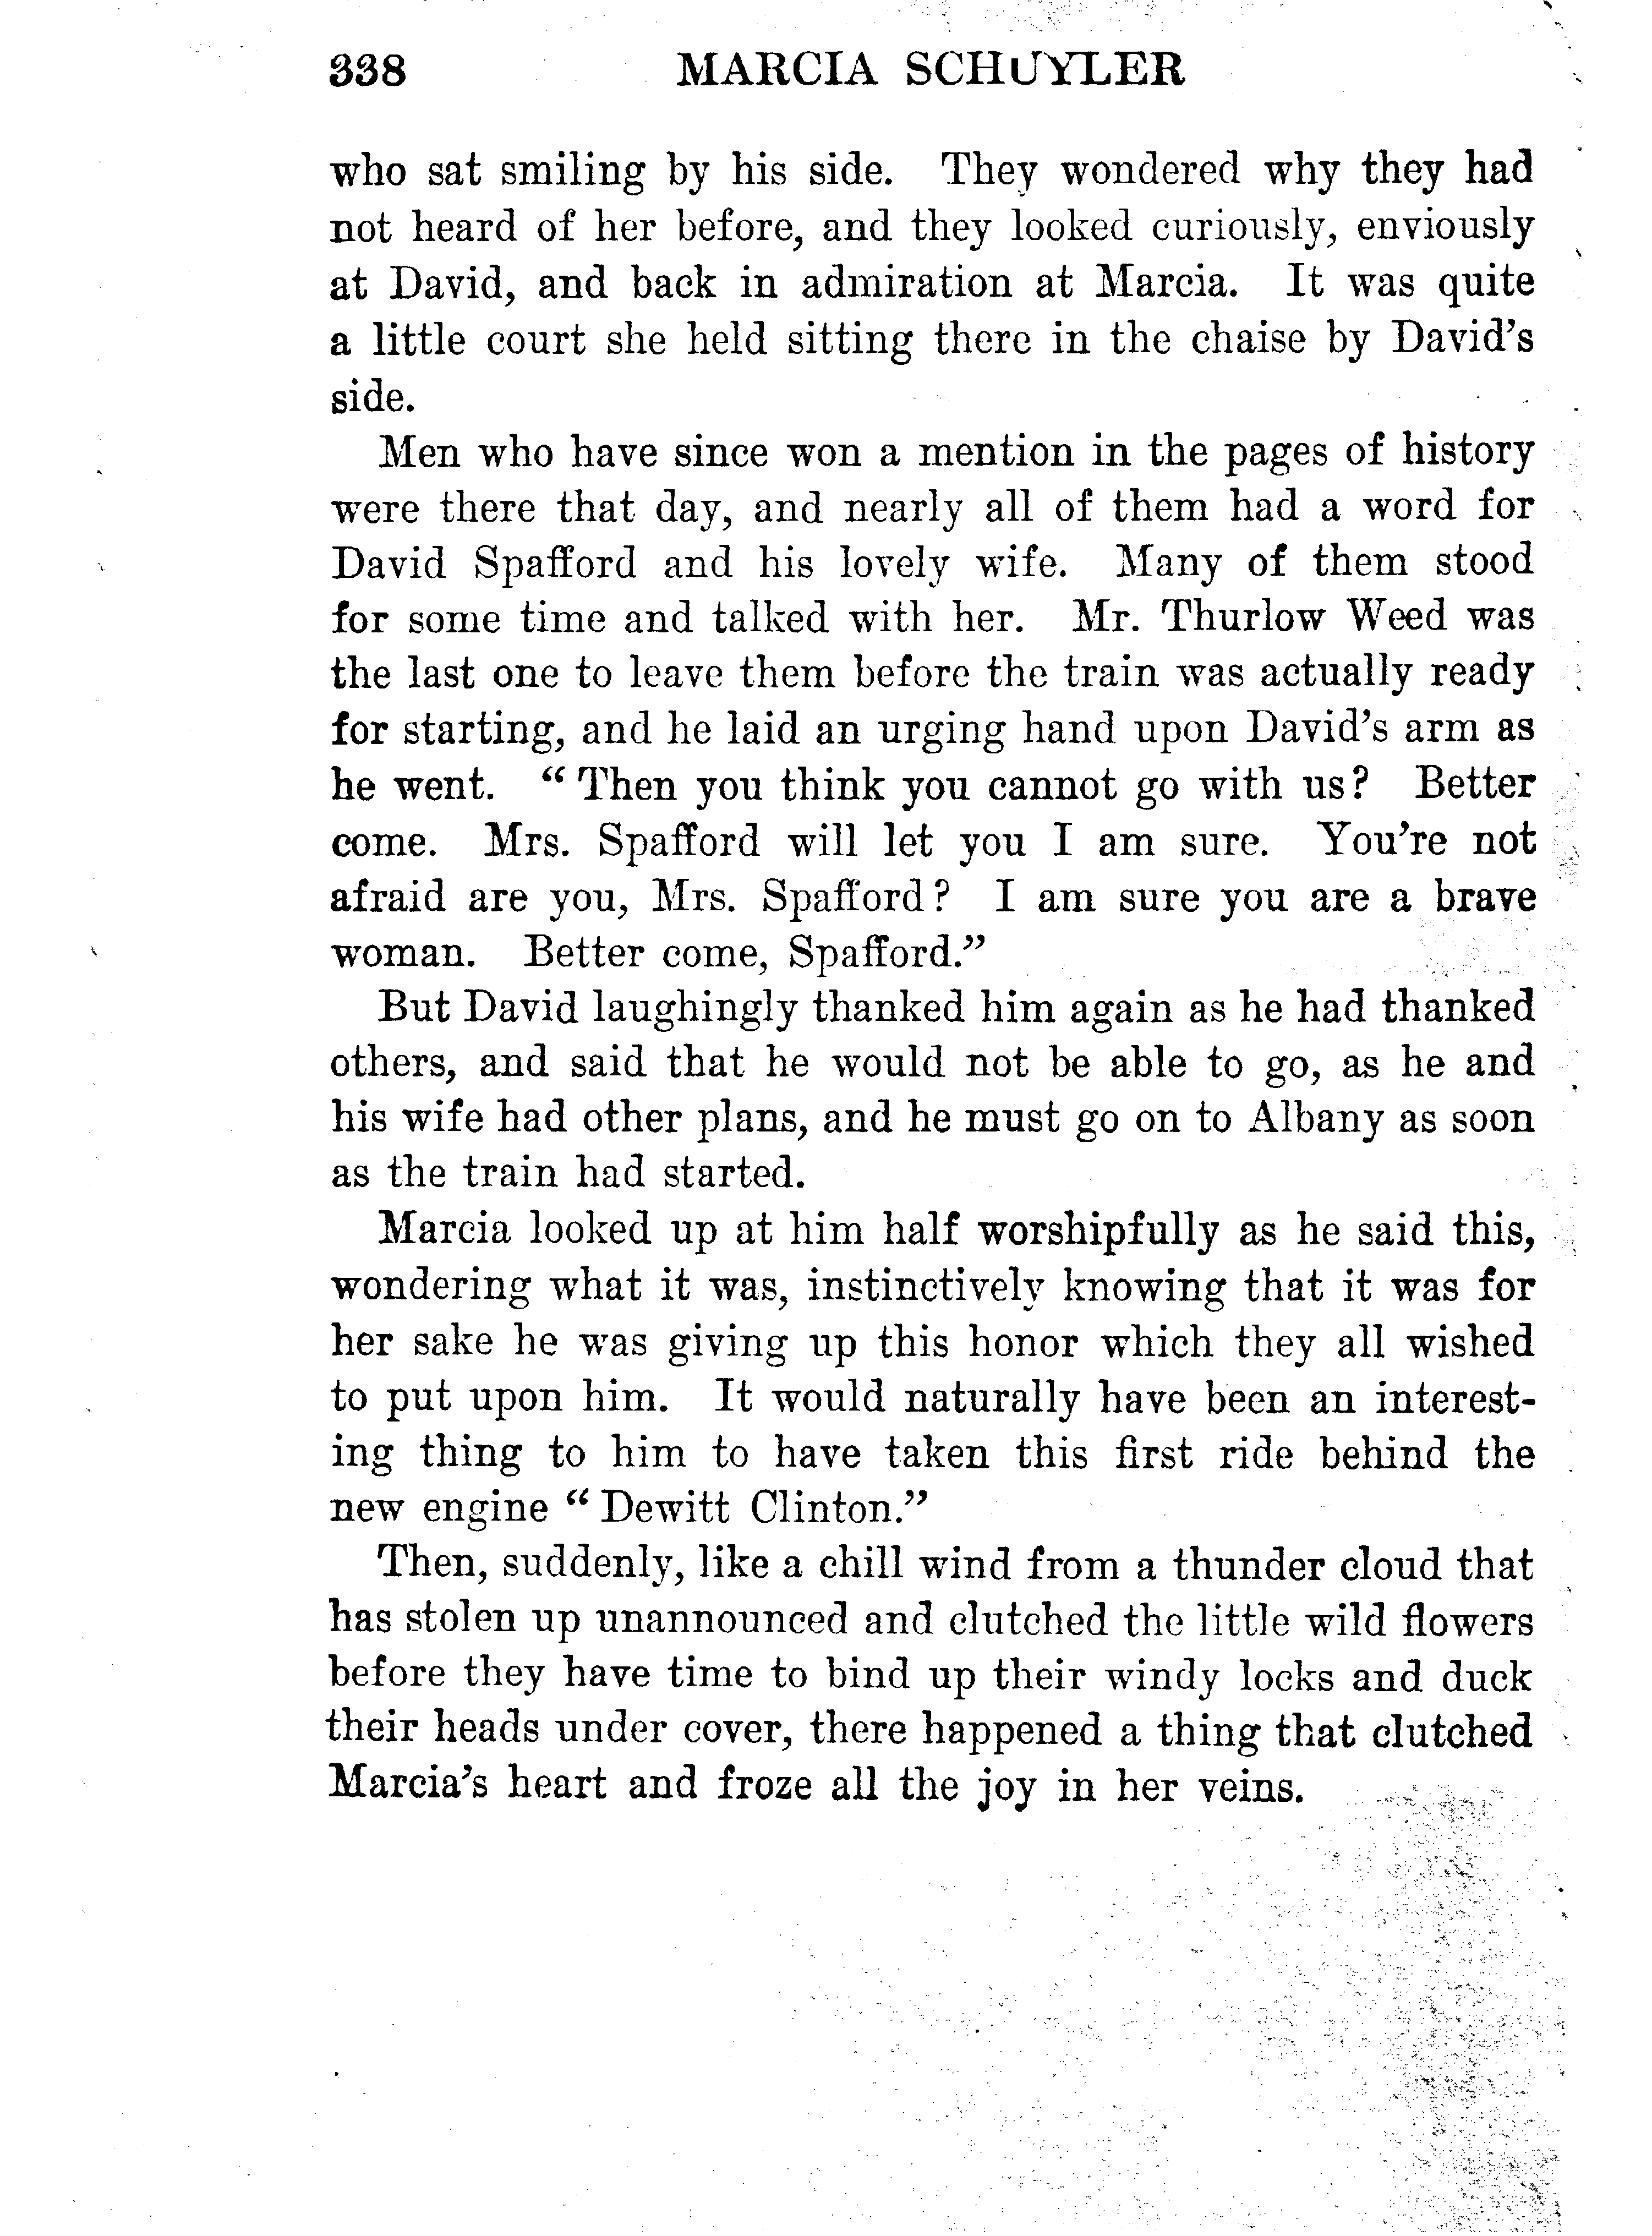 338 MARCIA SCHUYLER
who sat smiling by his side. They wondered why they had
not heard of her before, and they looked curiously, enviously
at David, and back in admiration at Marcia. It was quite
a little court she held sitting there in the chaise by David's
side.
Men who have since won a mention in the pages of history
were there that day, and nearly all of them had a word for
David Spafford and his lovely wife. Many of them stood
for some time and talked with her. Mr. Thurlow Weed was
the last one to leave them before the train was actually ready
for starting, and he laid an urging hand upon David's arm as
he went. “ Then you think you cannot go with us? Better
come. Mrs. Spafford will let you I am sure. You're not
afraid are you, Mrs. Spafford? I am sure you are a brave
woman. Better come, Spafford.”
But David laughingly thanked him again as he had thanked
others, and said that he would not be able to go, as he and
his wife had other plans, and he must go on to Albany as soon
as the train had started.
Marcia looked up at him half worshipfully as he said this,
wondering what it was, instinctively knowing that it was for
her sake he was giving up this honor which they all wished
to put upon him. It would naturally have been an interest-
ing thing to him to have taken this first ride behind the
new engine “ Dewitt Clinton.”
Then, suddenly, like a chill wind from a thunder cloud that
has stolen up unannounced and clutched the little wild flowers
before they have time to bind up their windy locks and duck
their heads under cover, there happened a thing that clutched
Marcia's heart and froze all the joy in her veins.